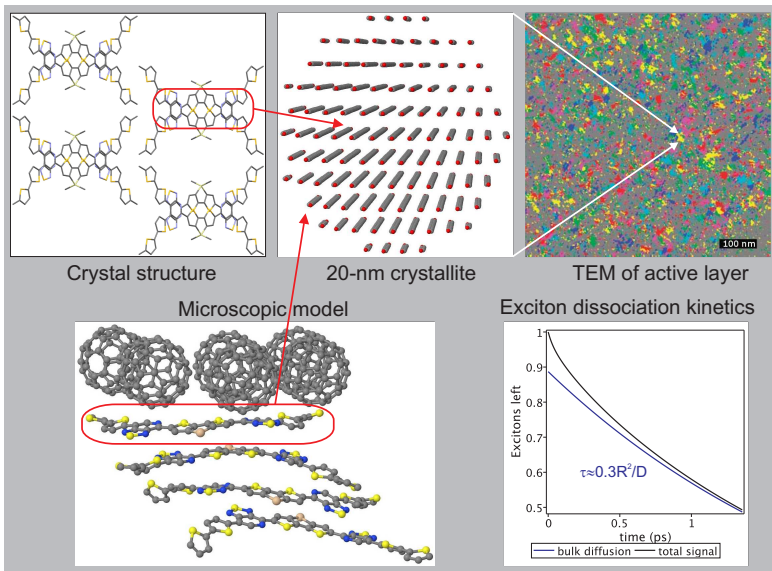 100 nm
Crystal structure
20-nm crystallite
TEM of active layer
Microscopic model
Exciton dissociation kinetics
1
0.9
0.8
0.7
0.6
0.5
Excitons left
τ≈0.3R²/D
0
0.5
1
time (ps)
bulk diffusion
total signal